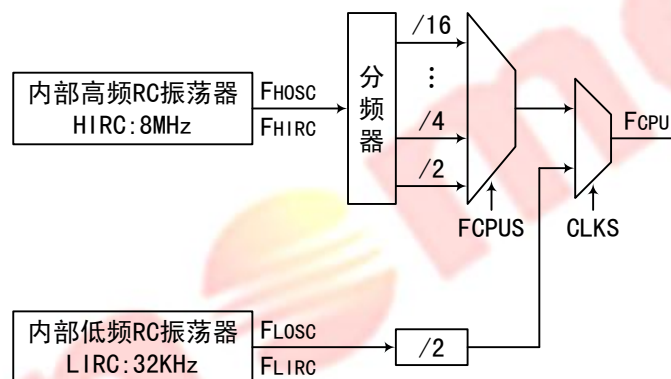 内部高频RC振荡器
HIRC:8MHz
FHOSC
FHIRC
分频器
/16
⋮
/4
/2
FCPUS
CLKS
FCPU
内部低频RC振荡器
LIRC:32KHz
FLOSC
FLIRC
/2